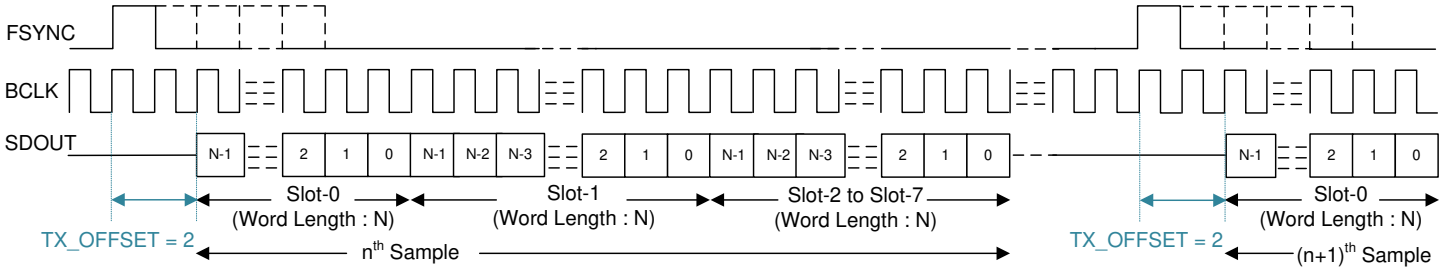 FSYNC
BCLK
SDOUT
N-1 2 1 0 N-1 N-2 N-3 2 1 0 N-1 N-2 N-3 2 1 0 N-1 2 1 0
Slot-0 Slot-1 Slot-2 to Slot-7 Slot-0
(Word Length : N) (Word Length : N) (Word Length : N) (Word Length : N)
TX_OFFSET = 2 nth Sample TX_OFFSET = 2 (n+1)th Sample